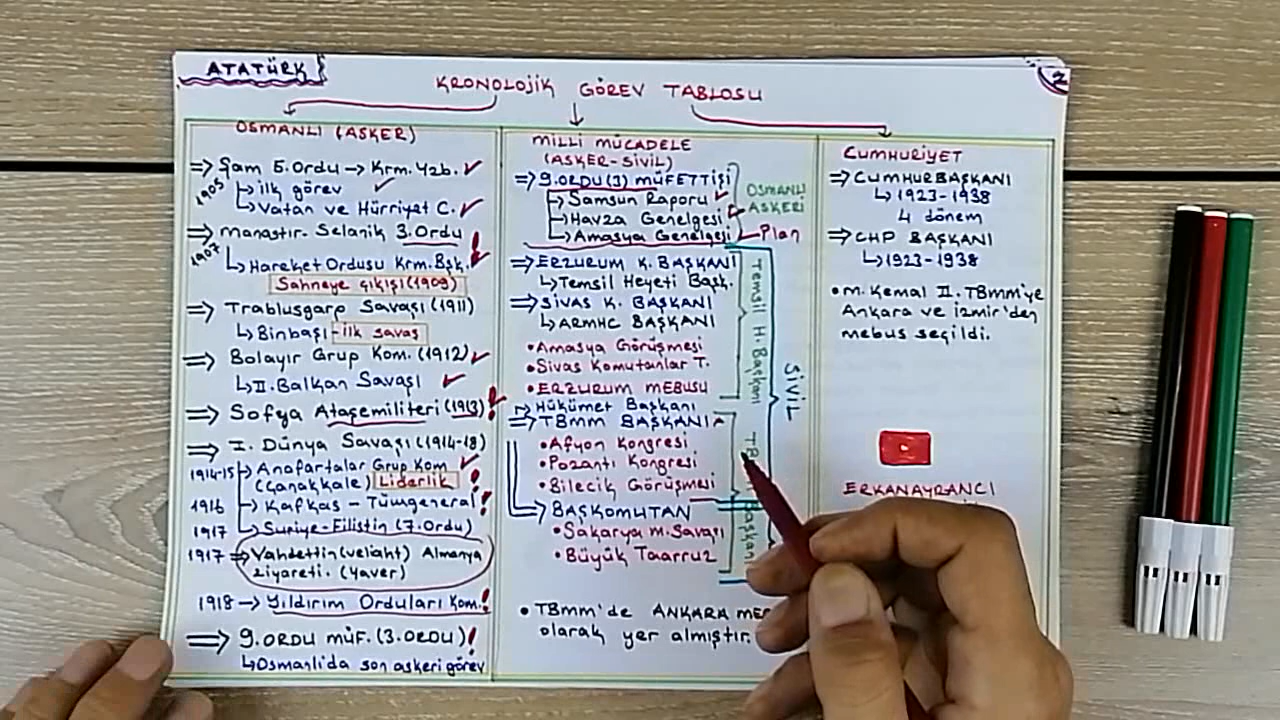 ATATÜRK
2
KRONOLOJİK GÖREV TABLOSU
OSMANLI (ASKER)
⇒ Şam 5.Ordu → Krm. Yzb. ✓
1905
↳ İlk görev ✓
↳ Vatan ve Hürriyet C. ✓
⇒ Manastır-Selanik 3.Ordu !
1907
↳ Hareket Ordusu Krm. Bşk.
Sahneye çıkışı (1909)
⇒ Trablusgarp Savaşı (1911)
↳ Binbaşı - ilk savaş
⇒ Bolayır Grup Kom. (1912) ✓
↳ II. Balkan Savaşı ✓
⇒ Sofya Ataşemiliteri (1913) !
⇒ I. Dünya Savaşı (1914-18)
1914-15 → Anafartalar Grup Kom ✓
(Çanakkale) Liderlik !
1916 → Kafkas - Tümgeneral !
1917 ↳ Suriye-Filistin (7.Ordu)
1917 ⇒ Vahdettin (veliaht) Almanya
ziyareti. (Yaver)
1918 → Yıldırım Orduları Kom. !
⇒ 9.ORDU MÜF. (3.ORDU) !
↳ Osmanlı'da son askeri görev
MİLLİ MÜCADELE
(ASKER-SİVİL)
⇒ 9.ORDU (3) MÜFETTİŞİ
→ Samsun Raporu ✓
→ Havza Genelgesi
→ Amasya Genelgesi
OSMANLI
ASKERİ
Plan
⇒ ERZURUM K. BAŞKANI
↳ Temsil Heyeti Başk.
⇒ SİVAS K. BAŞKANI
↳ ARMHC BAŞKANI
• Amasya Görüşmesi
• Sivas Komutanlar T.
• ERZURUM MEBUSU
TEMSİL H. Başkanı
→ Hükümet Başkanı
⇒ TBMM BAŞKANI
• Afyon Kongresi
• Pozantı Kongresi
• Bilecik Görüşmesi
⇒ BAŞKOMUTAN
• Sakarya M. Savaşı
• Büyük Taarruz
TB
Başkan
SİVİL
• TBMM'de ANKARA
olarak yer almıştır.
CUMHURİYET
⇒ CUMHURBAŞKANI
↳ 1923-1938
4 dönem
⇒ CHP BAŞKANI
↳ 1923-1938
• M. Kemal II. TBMM'ye
Ankara ve İzmir'den
mebus seçildi.
ERKANAYRANCI